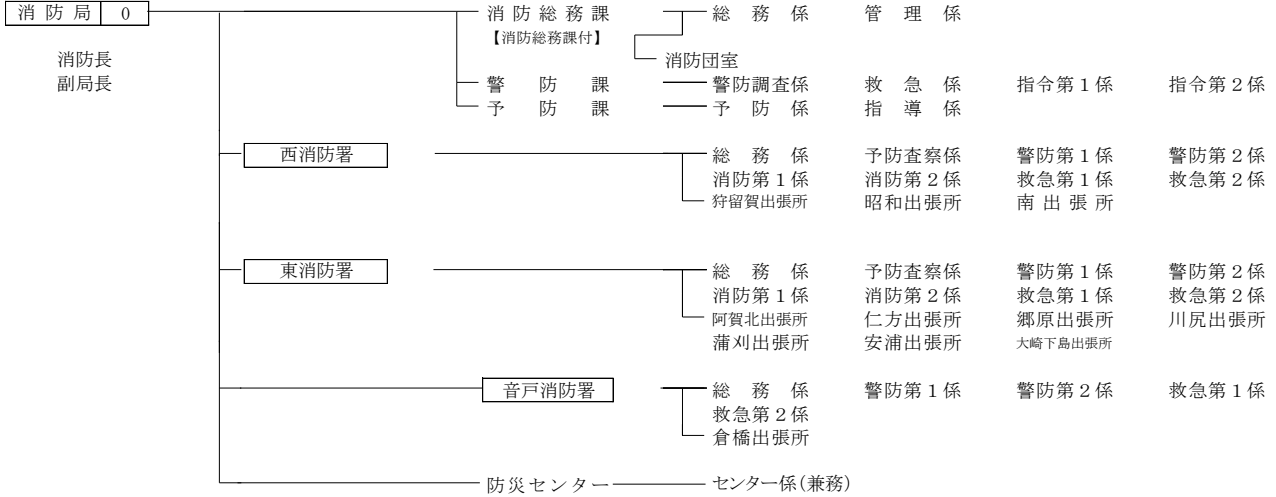 消防局 0 消防総務課 総務係 管理係
【消防総務課付】
消防長 消防団室
副局長 警防課 警防調査係 救急係 指令第１係 指令第２係
予防課 予防係 指導係
西消防署 総務係 予防査察係 警防第１係 警防第２係
消防第１係 消防第２係 救急第１係 救急第２係
狩留賀出張所 昭和出張所 南出張所
東消防署 総務係 予防査察係 警防第１係 警防第２係
消防第１係 消防第２係 救急第１係 救急第２係
阿賀北出張所 仁方出張所 郷原出張所 川尻出張所
蒲刈出張所 安浦出張所 大崎下島出張所
音戸消防署 総務係 警防第１係 警防第２係 救急第１係
救急第２係
倉橋出張所
防災センター センター係(兼務)